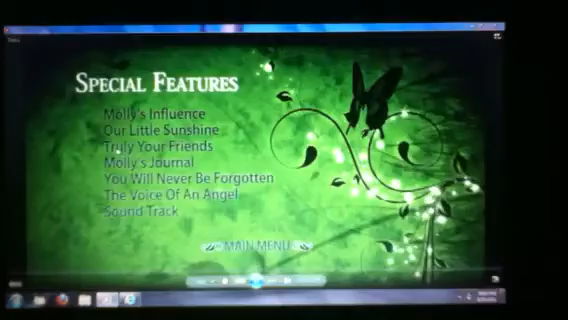 SPECIAL FEATURES
Molly's Influence
Our Little Sunshine
Truly Your Friends
Molly's Journal
You Will Never Be Forgotten
The Voice Of An Angel
Sound Track
MAIN MENU